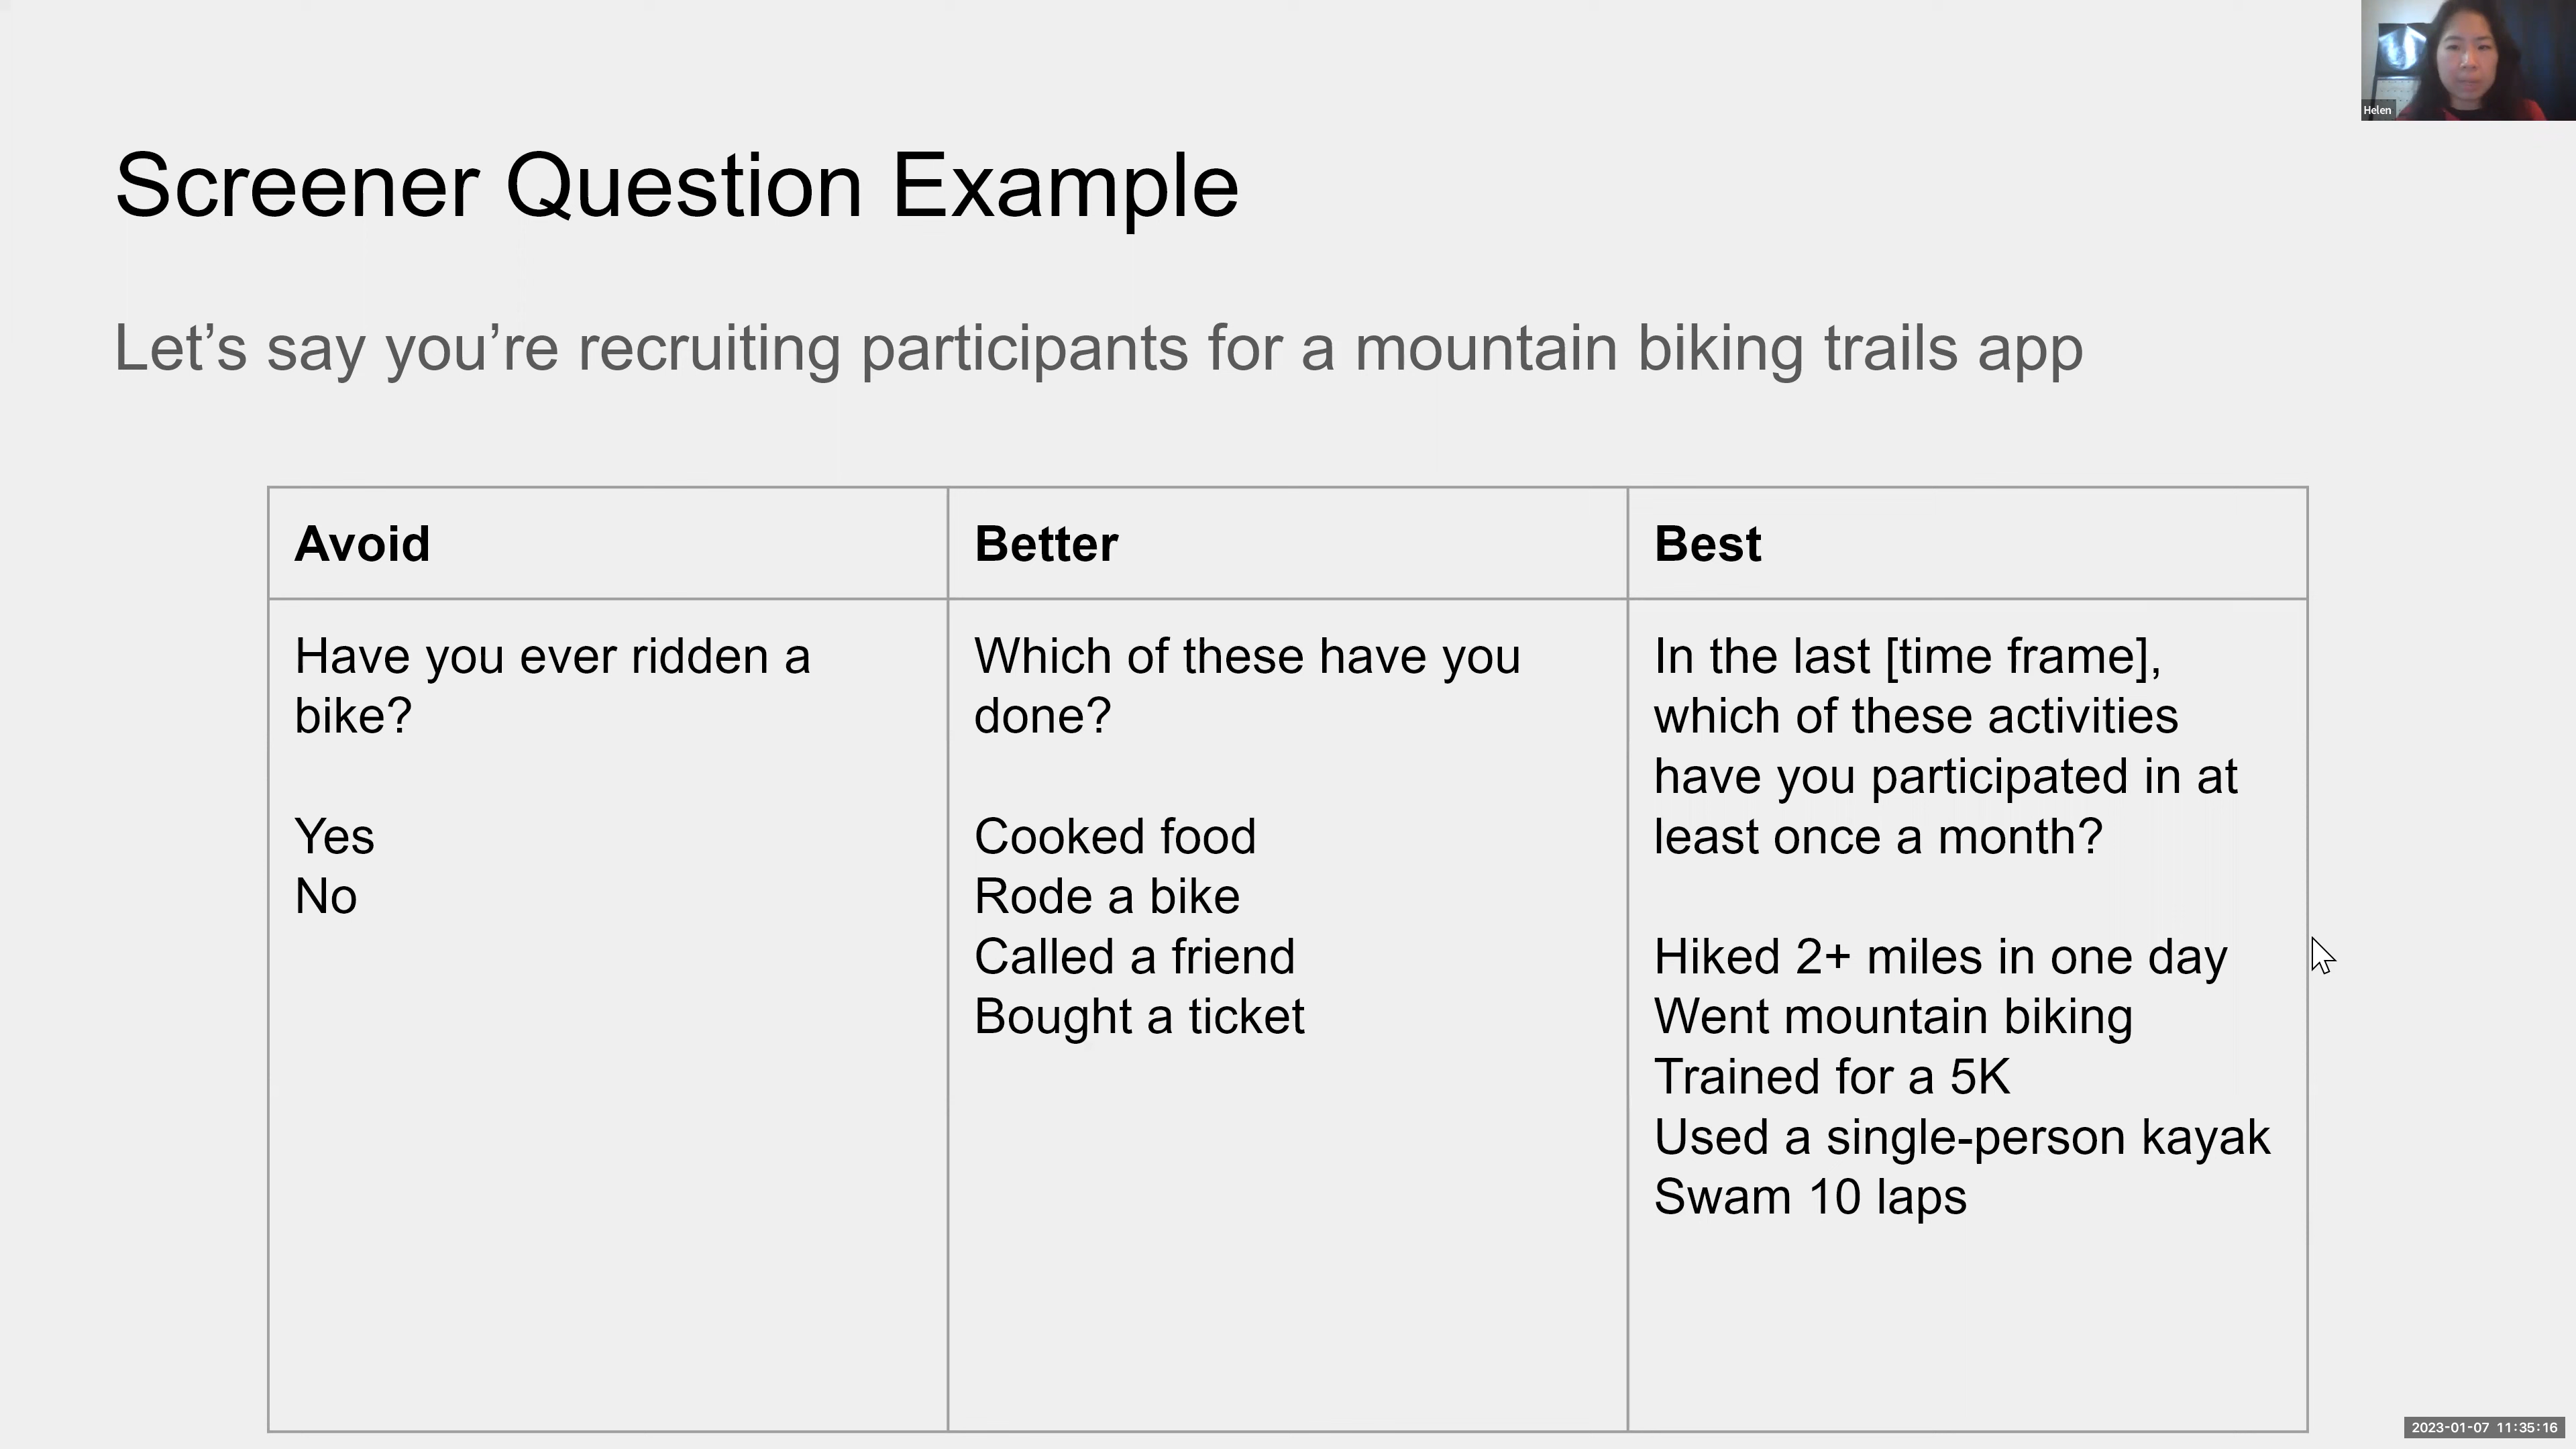 Helen
Screener Question Example
Let’s say you’re recruiting participants for a mountain biking trails app
Avoid
Have you ever ridden a
bike?
Yes
No
Better
Which of these have you
done?
Cooked food
Rode a bike
Called a friend
Bought a ticket
Best
In the last [time frame],
which of these activities
have you participated in at
least once a month?
Hiked 2+ miles in one day
Went mountain biking
Trained for a 5K
Used a single-person kayak
Swam 10 laps
2023-01-07 11:35:16